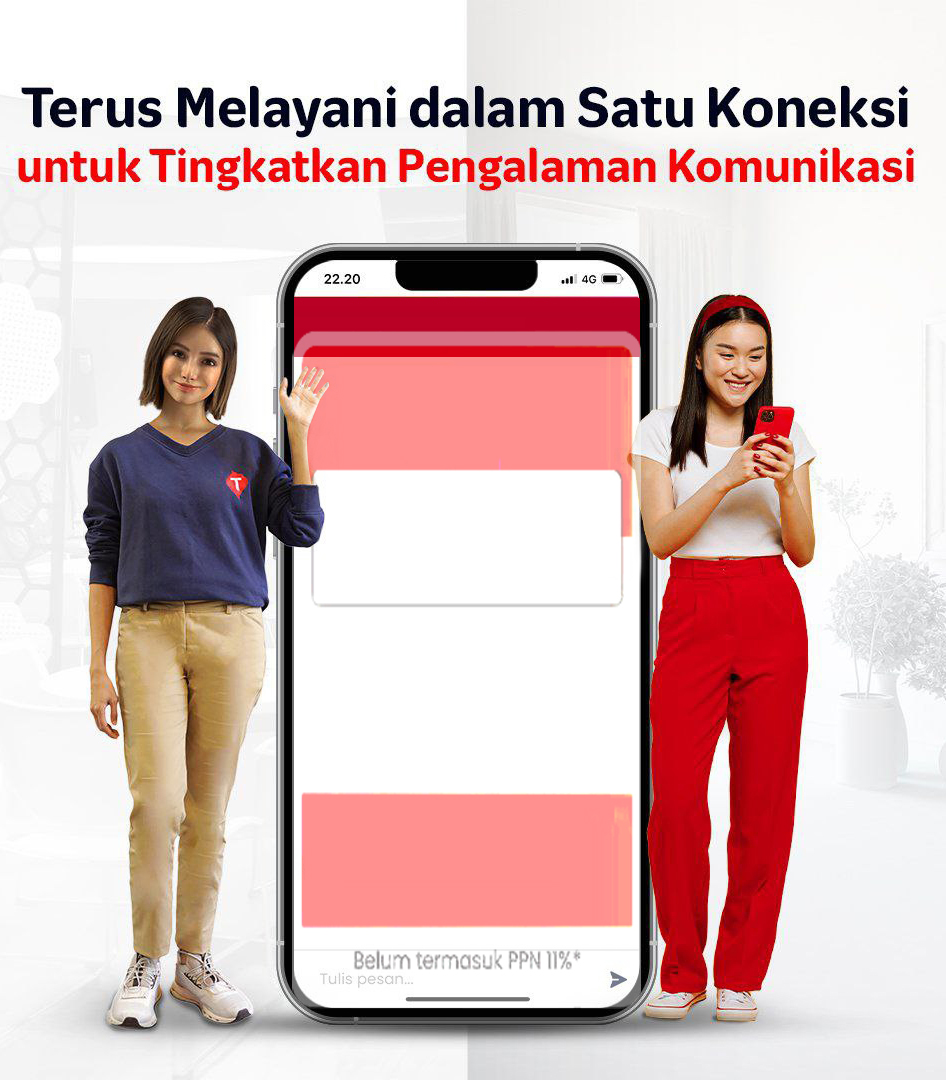 Terus Melayani dalam Satu Koneksi
untuk Tingkatkan Pengalaman Komunikasi
22.20
4G
T
Belum termasuk PPN 11%*
Tulis pesan...